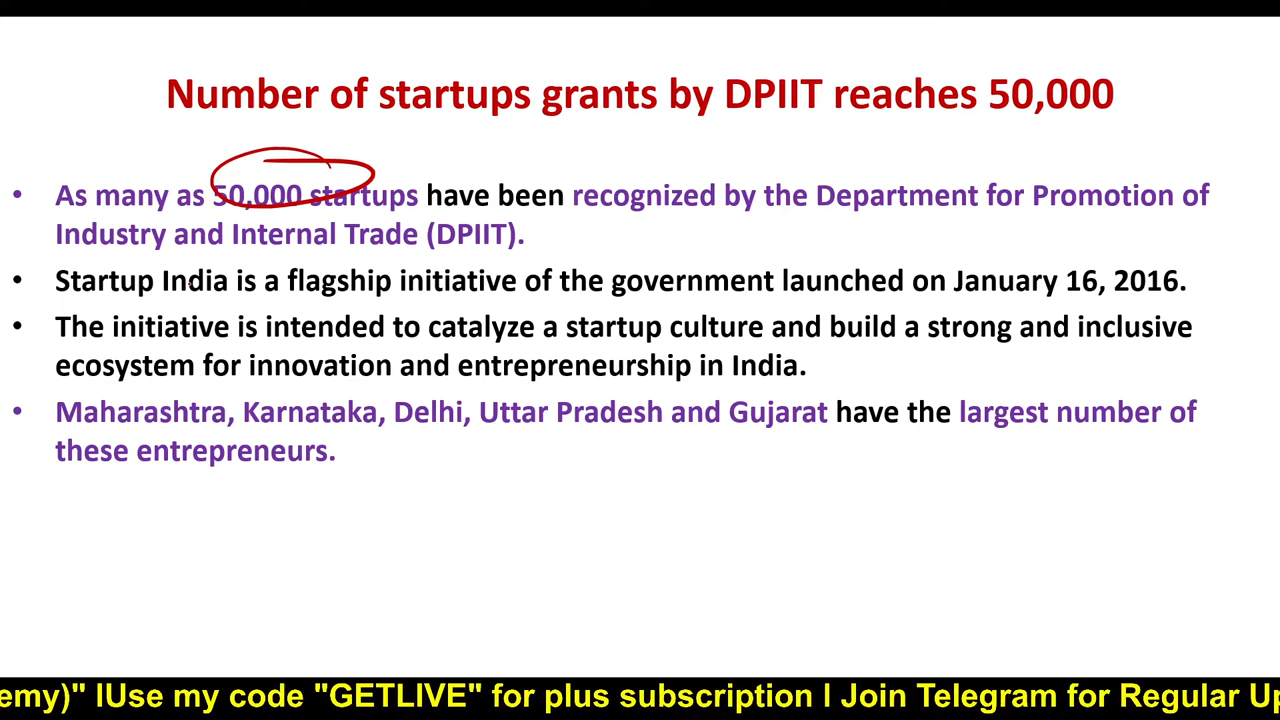 Number of startups grants by DPIIT reaches 50,000
• As many as 50,000 startups have been recognized by the Department for Promotion of
Industry and Internal Trade (DPIIT).
• Startup India is a flagship initiative of the government launched on January 16, 2016.
• The initiative is intended to catalyze a startup culture and build a strong and inclusive
ecosystem for innovation and entrepreneurship in India.
• Maharashtra, Karnataka, Delhi, Uttar Pradesh and Gujarat have the largest number of
these entrepreneurs.
emy)" lUse my code "GETLIVE" for plus subscription l Join Telegram for Regular Up